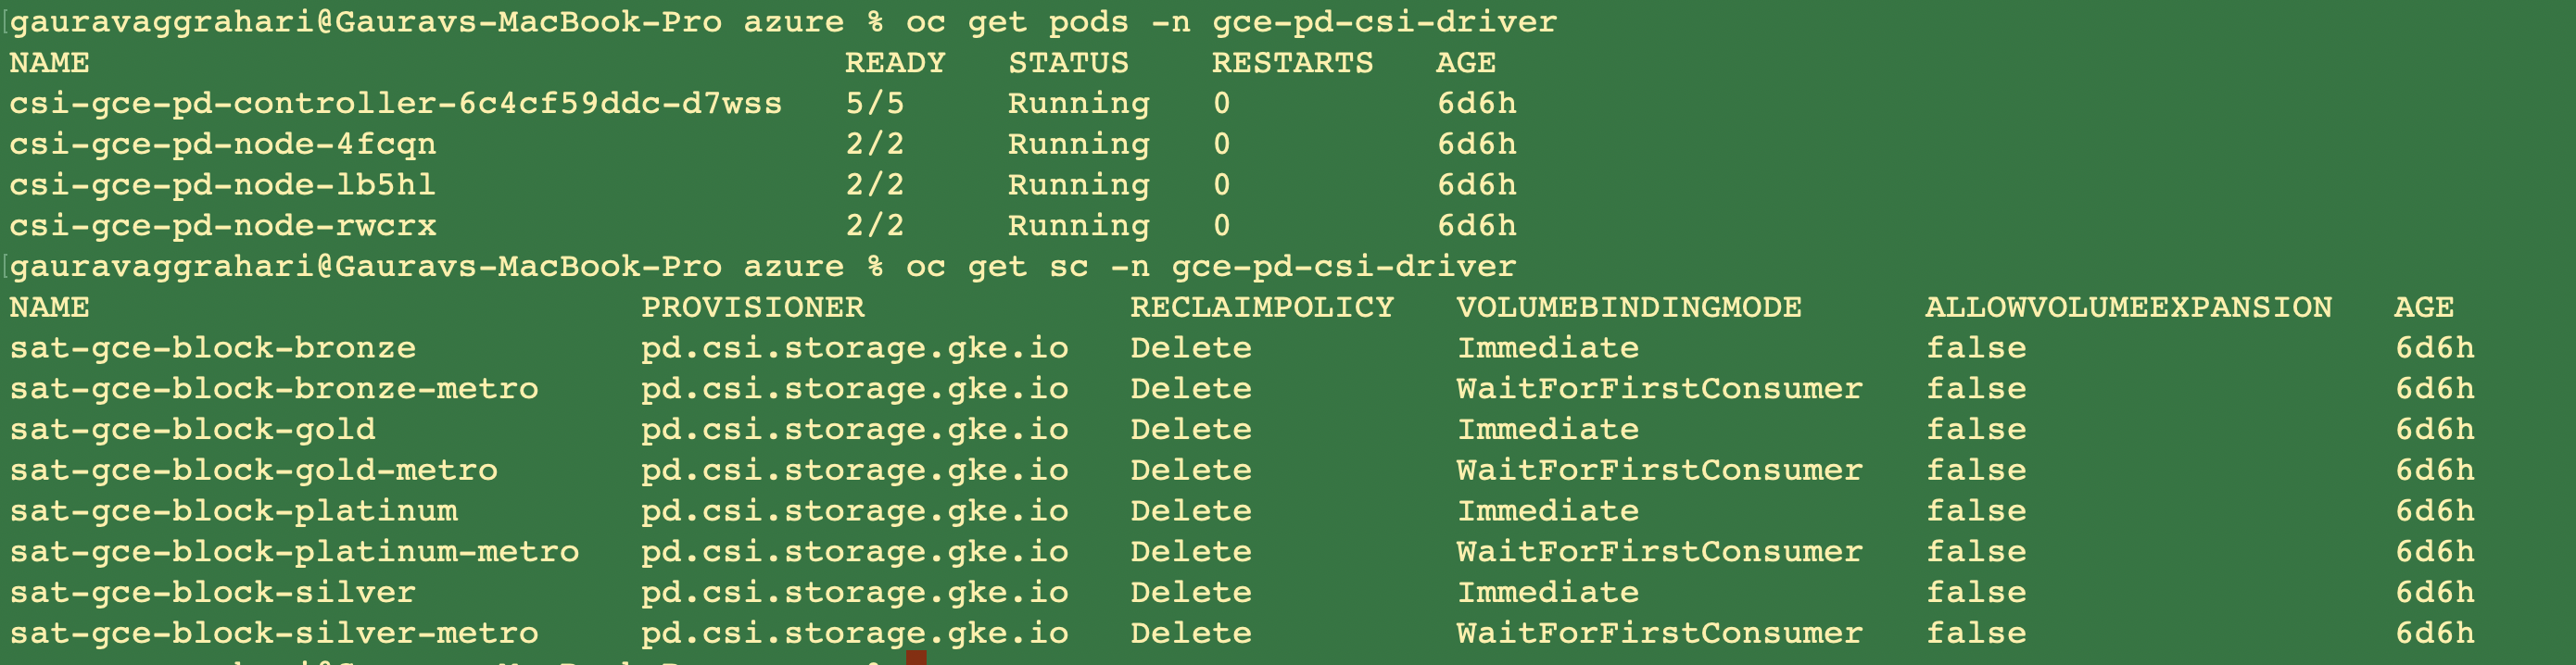 gauravaggrahari@Gauravs-MacBook-Pro azure % oc get pods -n gce-pd-csi-driver
NAME READY STATUS RESTARTS AGE
csi-gce-pd-controller-6c4cf59ddc-d7wss 5/5 Running 0 6d6h
csi-gce-pd-node-4fcqn 2/2 Running 0 6d6h
csi-gce-pd-node-lb5hl 2/2 Running 0 6d6h
csi-gce-pd-node-rwcrx 2/2 Running 0 6d6h
gauravaggrahari@Gauravs-MacBook-Pro azure % oc get sc -n gce-pd-csi-driver
NAME PROVISIONER RECLAIMPOLICY VOLUMEBINDINGMODE ALLOWVOLUMEEXPANSION AGE
sat-gce-block-bronze pd.csi.storage.gke.io Delete Immediate false 6d6h
sat-gce-block-bronze-metro pd.csi.storage.gke.io Delete WaitForFirstConsumer false 6d6h
sat-gce-block-gold pd.csi.storage.gke.io Delete Immediate false 6d6h
sat-gce-block-gold-metro pd.csi.storage.gke.io Delete WaitForFirstConsumer false 6d6h
sat-gce-block-platinum pd.csi.storage.gke.io Delete Immediate false 6d6h
sat-gce-block-platinum-metro pd.csi.storage.gke.io Delete WaitForFirstConsumer false 6d6h
sat-gce-block-silver pd.csi.storage.gke.io Delete Immediate false 6d6h
sat-gce-block-silver-metro pd.csi.storage.gke.io Delete WaitForFirstConsumer false 6d6h